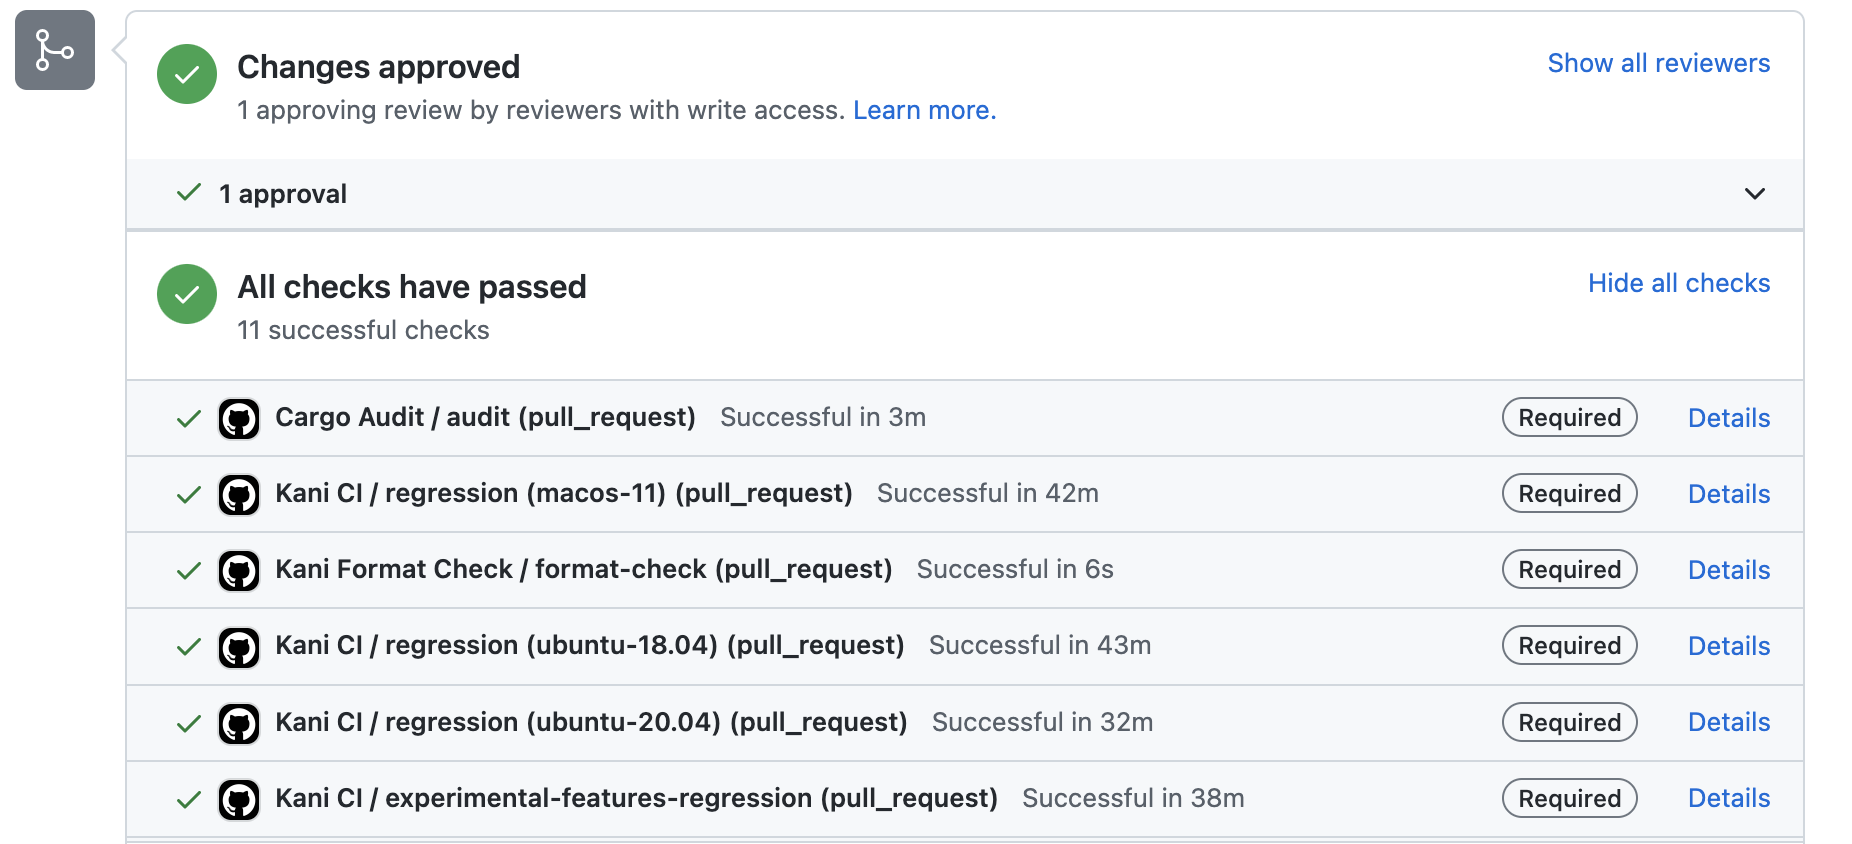 Changes approved
Show all reviewers
1 approving review by reviewers with write access. Learn more.
1 approval
All checks have passed
Hide all checks
11 successful checks
Cargo Audit / audit (pull_request) Successful in 3m Required Details
Kani CI / regression (macos-11) (pull_request) Successful in 42m Required Details
Kani Format Check / format-check (pull_request) Successful in 6s Required Details
Kani CI / regression (ubuntu-18.04) (pull_request) Successful in 43m Required Details
Kani CI / regression (ubuntu-20.04) (pull_request) Successful in 32m Required Details
Kani CI / experimental-features-regression (pull_request) Successful in 38m Required Details